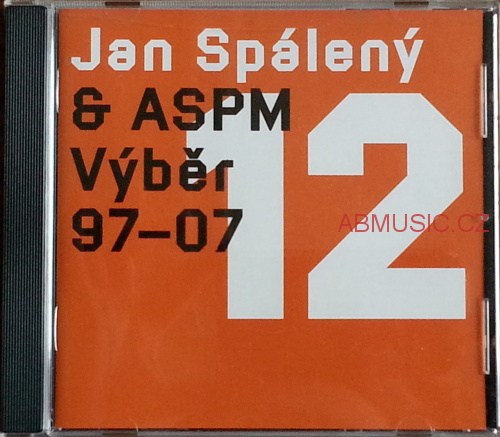 Jan Spálený
& ASPM
Výběr
97–07
12
ABMUSIC.CZ